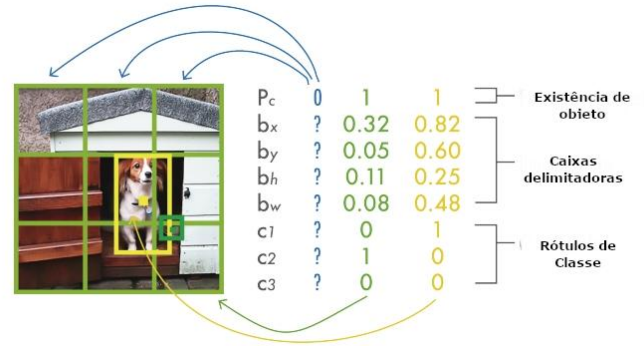 Pc 0 1 1
bx ? 0.32 0.82
by ? 0.05 0.60
bh ? 0.11 0.25
bw ? 0.08 0.48
c1 ? 0 1
c2 ? 1 0
c3 ? 0 0
Existência de
obieto
Caixas
delimitadoras
Rótulos de
Classe